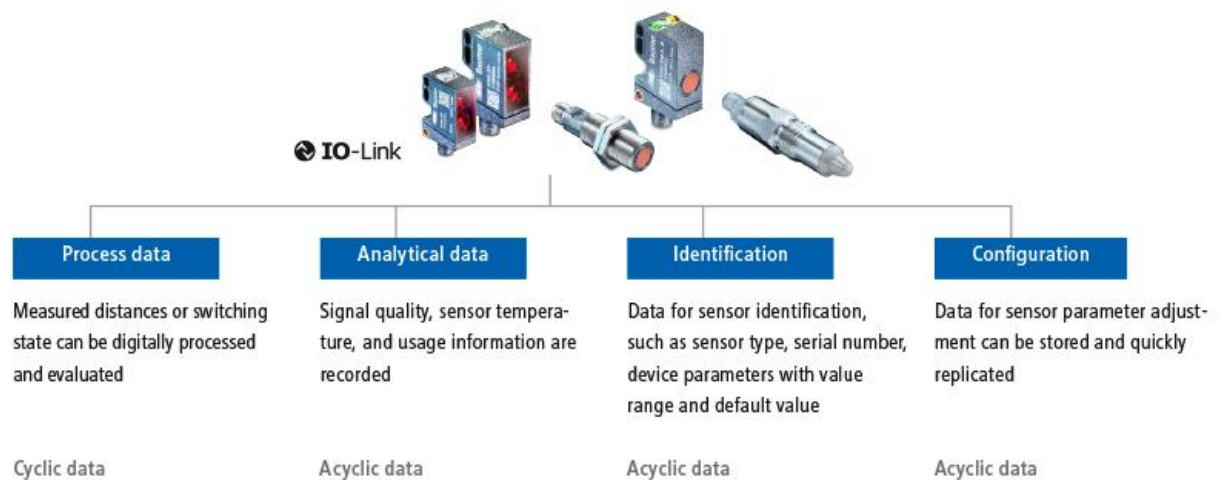 IO-Link
Process data
Measured distances or switching
state can be digitally processed
and evaluated
Cyclic data
Analytical data
Signal quality, sensor tempera-
ture, and usage information are
recorded
Acyclic data
Identification
Data for sensor identification,
such as sensor type, serial number,
device parameters with value
range and default value
Acyclic data
Configuration
Data for sensor parameter adjust-
ment can be stored and quickly
replicated
Acyclic data